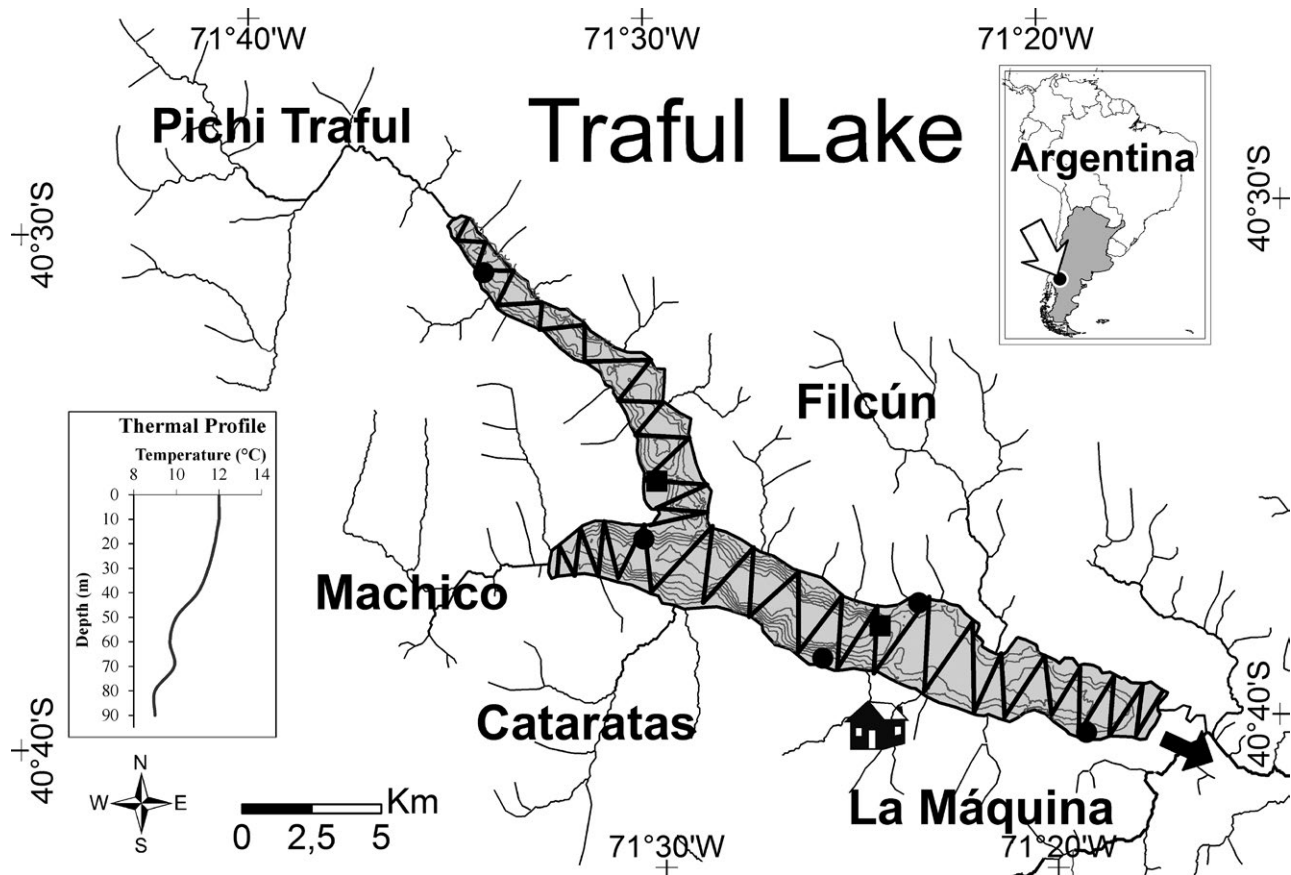 71°40'W
71°30'W
71°20'W
Pichi Traful
Traful Lake
Argentina
40°30'S
40°30'S
Filcún
Thermal Profile
Temperature (°C)
8 10 12 14
0
10
20
30
40
50
60
70
80
90
Depth (m)
Machico
Cataratas
La Máquina
40°40'S
40°40'S
N
W E
S
Km
0 2,5 5
71°30'W
71°20'W